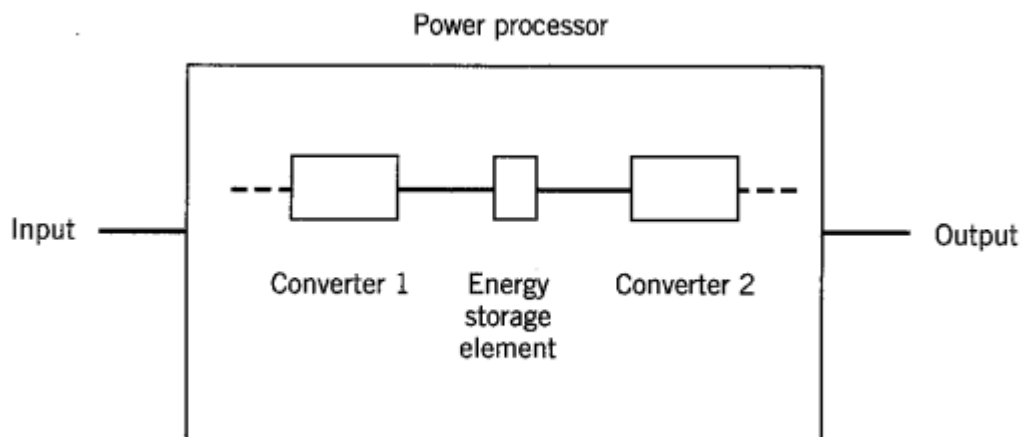 Power processor
Input
Output
Converter 1
Energy
storage
element
Converter 2